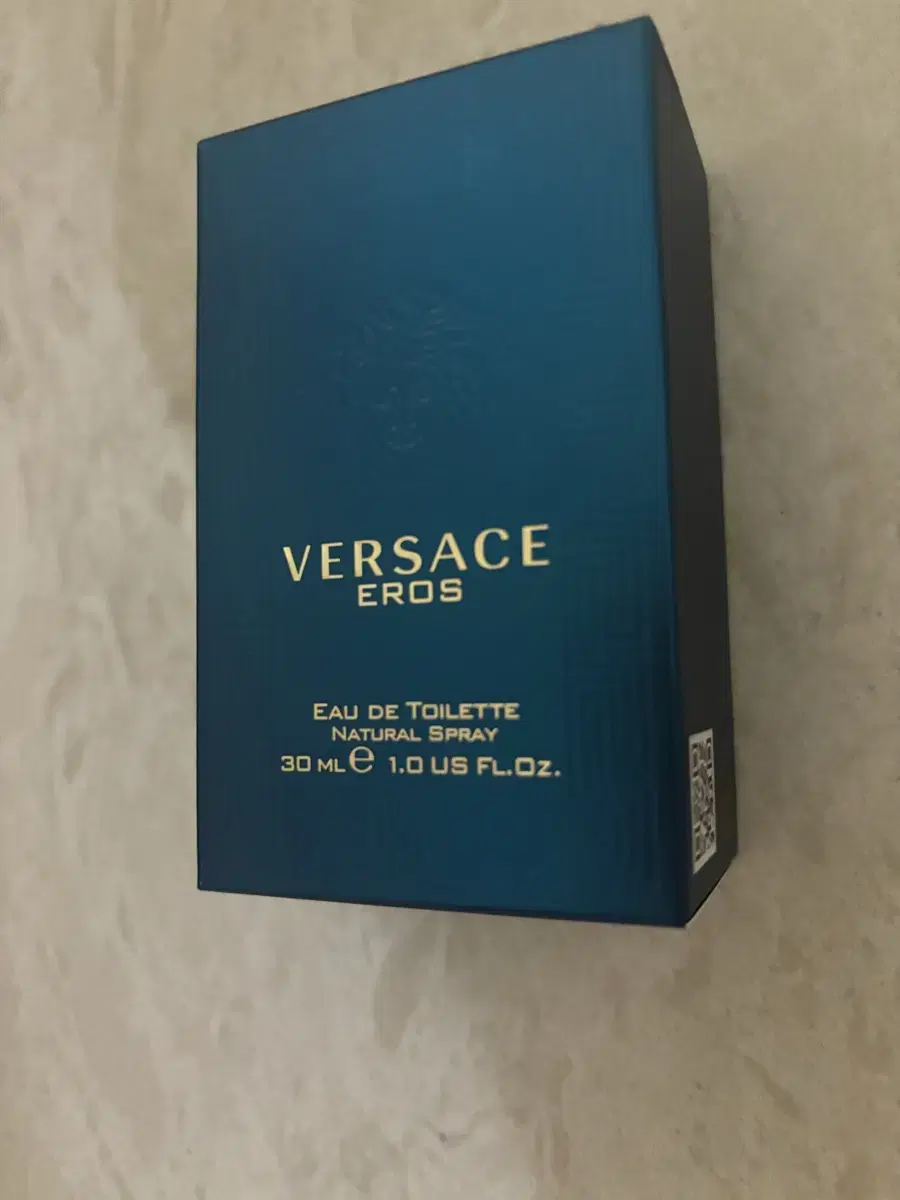 VERSACE
EROS
EAU DE TOILETTE
NATURAL SPRAY
30 ML e 1.0 US FL.OZ.